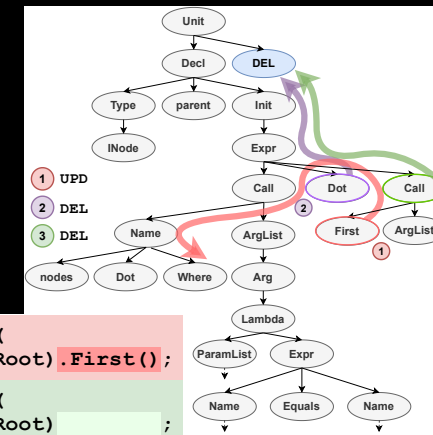 Unit
Decl DEL
Type parent Init
INode Expr
1 UPD
2 DEL
3 DEL
Call Dot Call
2
Name ArgList First ArgList
1
nodes Dot Where Arg
Lambda
(
Root).First();
ParamList Expr
(
Root) ;
Name Equals Name